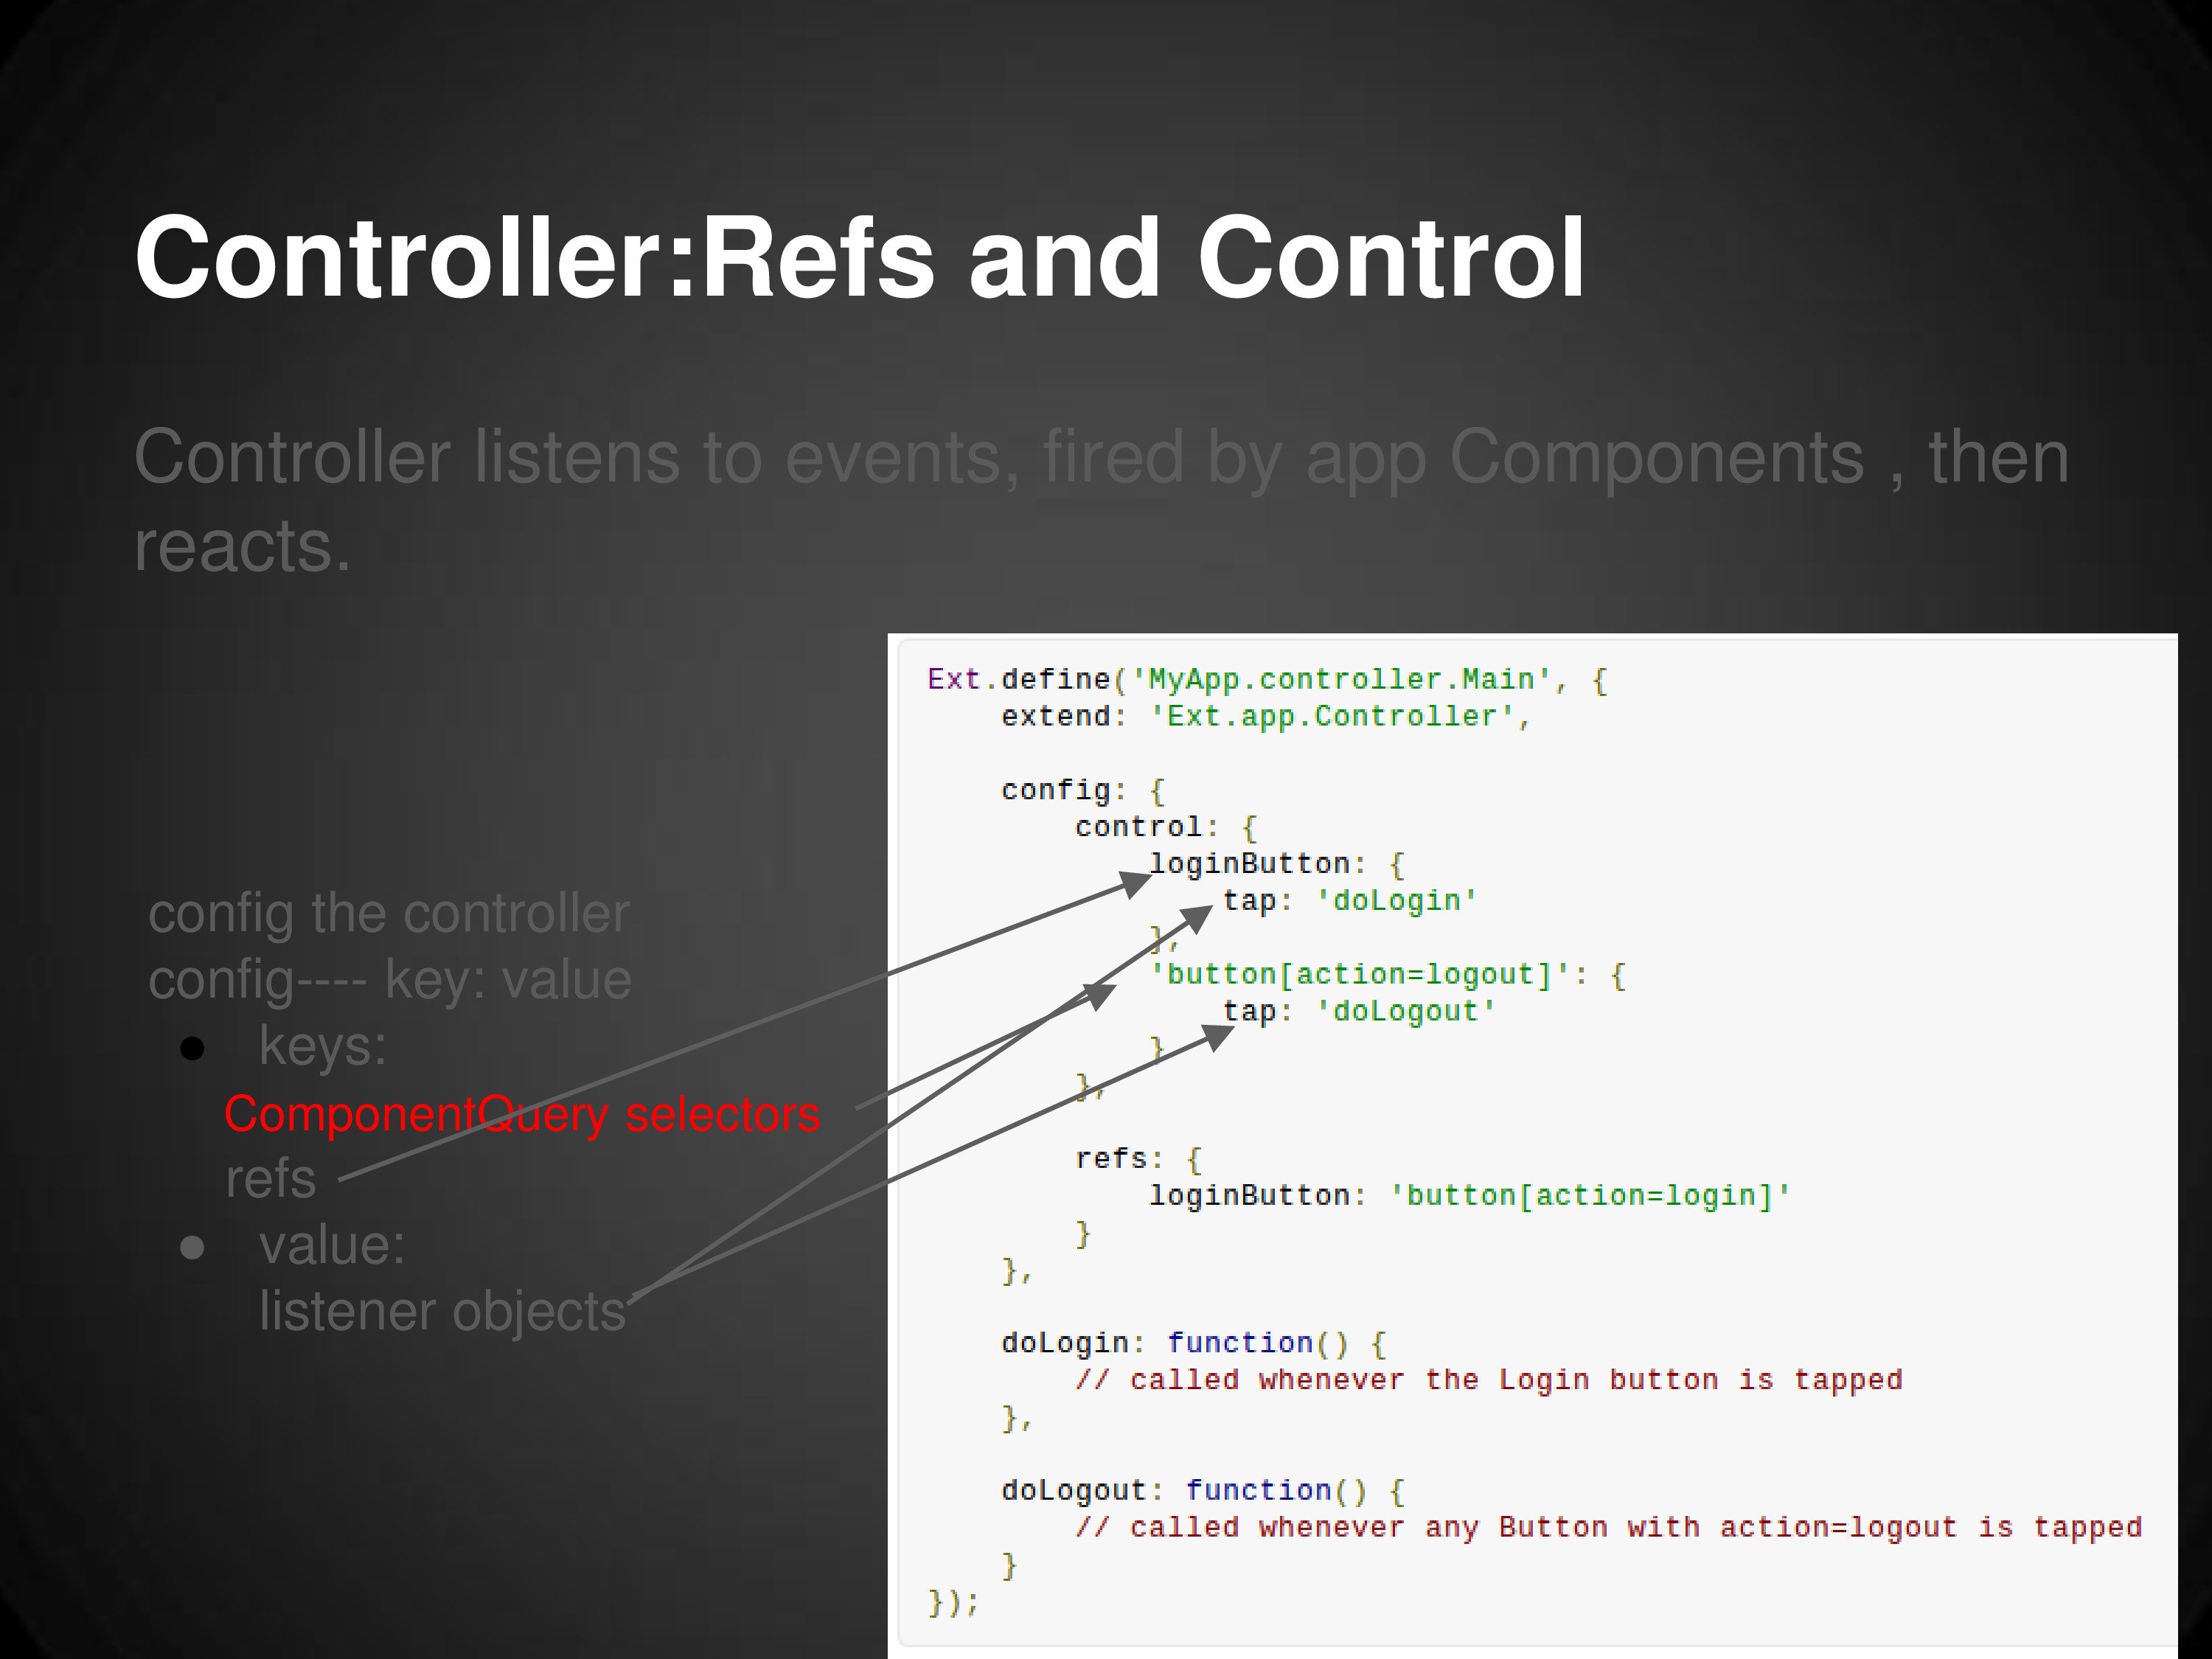 Controller:Refs and Control
Controller listens to events, fired by app Components , then
reacts.
config the controller
config---- key: value
● keys:
ComponentQuery selectors
refs
● value:
listener objects
Ext.define('MyApp.controller.Main', {
    extend: 'Ext.app.Controller',

    config: {
        control: {
            loginButton: {
                tap: 'doLogin'
            },
            'button[action=logout]': {
                tap: 'doLogout'
            }
        },

        refs: {
            loginButton: 'button[action=login]'
        }
    },

    doLogin: function() {
        // called whenever the Login button is tapped
    },

    doLogout: function() {
        // called whenever any Button with action=logout is tapped
    }
});